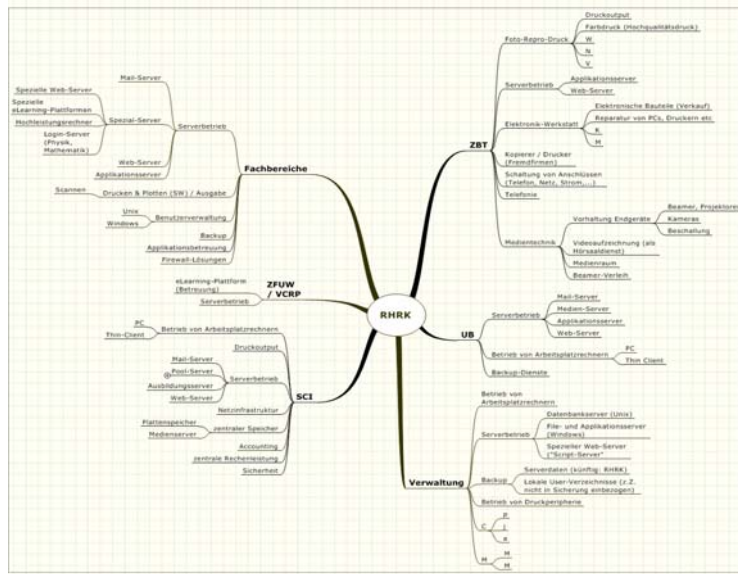 RHRK
Fachbereiche
Serverbetrieb
Mail-Server
Spezial-Server
Spezielle Web-Server
Spezielle
eLearning-Plattformen
Hochleistungsrechner
Login-Server
(Physik,
Mathematik)
Web-Server
Applikationsserver
Drucken & Plotten (SW) / Ausgabe
Scannen
Benutzerverwaltung
Unix
Windows
Backup
Applikationsbetreuung
Firewall-Lösungen
ZFUW
/ VCRP
eLearning-Plattform
(Betreuung)
Serverbetrieb
SCI
Betrieb von Arbeitsplatzrechnern
PC
Thin-Client
Druckoutput
Serverbetrieb
Mail-Server
Pool-Server
Ausbildungsserver
Web-Server
Netzinfrastruktur
zentraler Speicher
Plattenspeicher
Medienserver
Accounting
zentrale Rechenleistung
Sicherheit
ZBT
Foto-Repro-Druck
Druckoutput
Farbdruck (Hochqualitätsdruck)
W
N
V
Serverbetrieb
Applikationsserver
Web-Server
Elektronik-Werkstatt
Elektronische Bauteile (Verkauf)
Reparatur von PCs, Druckern etc
K
M
Kopierer / Drucker
(Fremdfirmen)
Schaltung von Anschlüssen
(Telefon, Netz, Strom,...)
Telefonie
Medientechnik
Vorhaltung Endgeräte
Beamer, Projektoren
Kameras
Beschallung
Videoaufzeichnung (als
Hörsaaldienst)
Medienraum
Beamer-Verleih
UB
Serverbetrieb
Mail-Server
Medien-Server
Applikationsserver
Web-Server
Betrieb von Arbeitsplatzrechnern
PC
Thin Client
Backup-Dienste
Verwaltung
Betrieb von
Arbeitsplatzrechnern
Serverbetrieb
Datenbankserver (Unix)
File- und Applikationsserver
(Windows)
Spezieller Web-Server
("Script-Server"
Backup
Serverdaten (künftig: RHRK)
Lokale User-Verzeichnisse (z.Z.
nicht in Sicherung einbezogen)
Betrieb von Druckperipherie
C
P
J
M
M
M